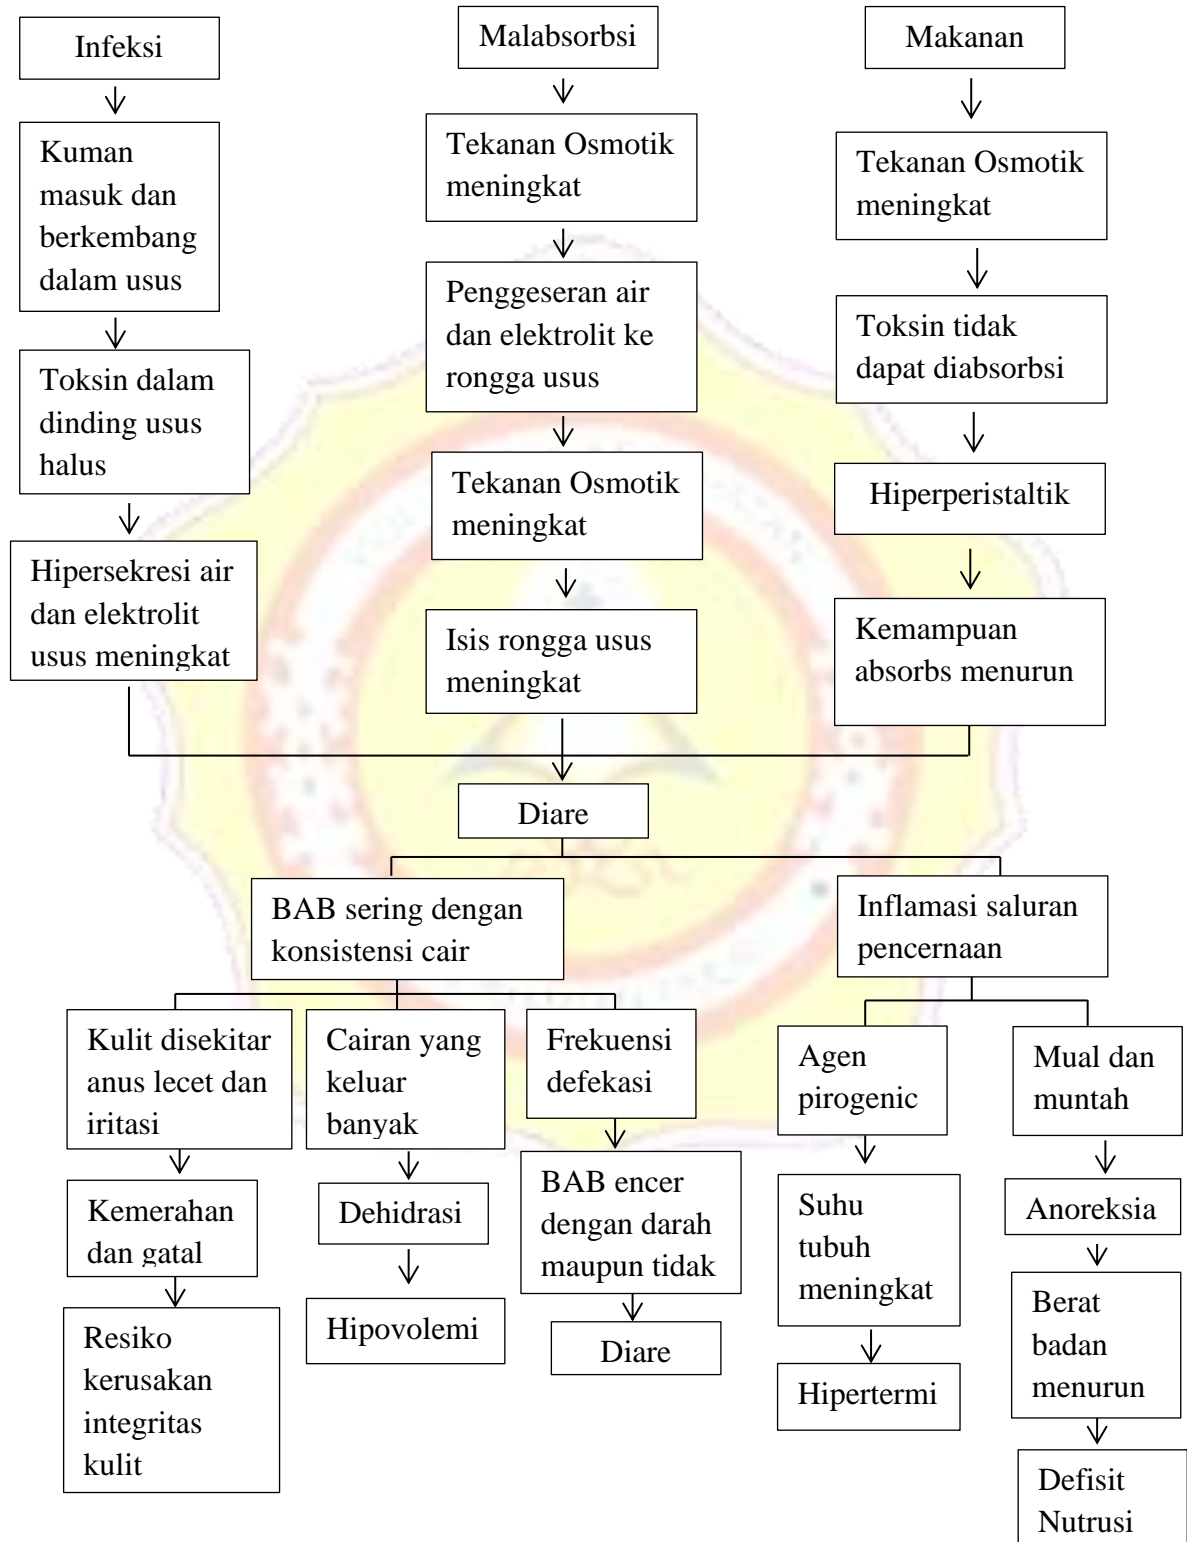 Infeksi
Malabsorbsi
Makanan
Kuman
masuk dan
berkembang
dalam usus
Tekanan Osmotik
meningkat
Tekanan Osmotik
meningkat
Toksin dalam
dinding usus
halus
Penggeseran air
dan elektrolit ke
rongga usus
Toksin tidak
dapat diabsorbsi
Hipersekresi air
dan elektrolit
usus meningkat
Tekanan Osmotik
meningkat
Hiperperistaltik
Isis rongga usus
meningkat
Kemampuan
absorbs menurun
Diare
BAB sering dengan
konsistensi cair
Inflamasi saluran
pencernaan
Kulit disekitar
anus lecet dan
iritasi
Cairan yang
keluar
banyak
Frekuensi
defekasi
Agen
pirogenic
Mual dan
muntah
Kemerahan
dan gatal
Dehidrasi
BAB encer
dengan darah
maupun tidak
Suhu
tubuh
meningkat
Anoreksia
Resiko
kerusakan
integritas
kulit
Hipovolemi
Diare
Hipertermi
Berat
badan
menurun
Defisit
Nutrusi